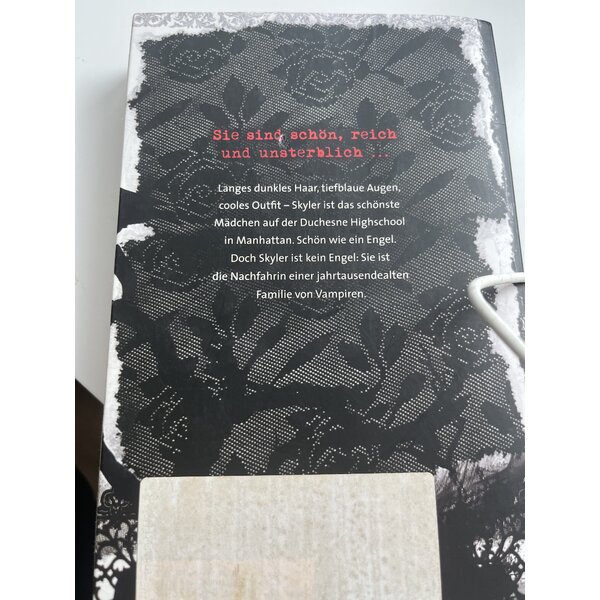 Sie sind schön, reich
und unsterblich ...
Langes dunkles Haar, tiefblaue Augen,
cooles Outfit – Skyler ist das schönste
Mädchen auf der Duchesne Highschool
in Manhattan. Schön wie ein Engel.
Doch Skyler ist kein Engel: Sie ist
die Nachfahrin einer jahrtausendealten
Familie von Vampiren.